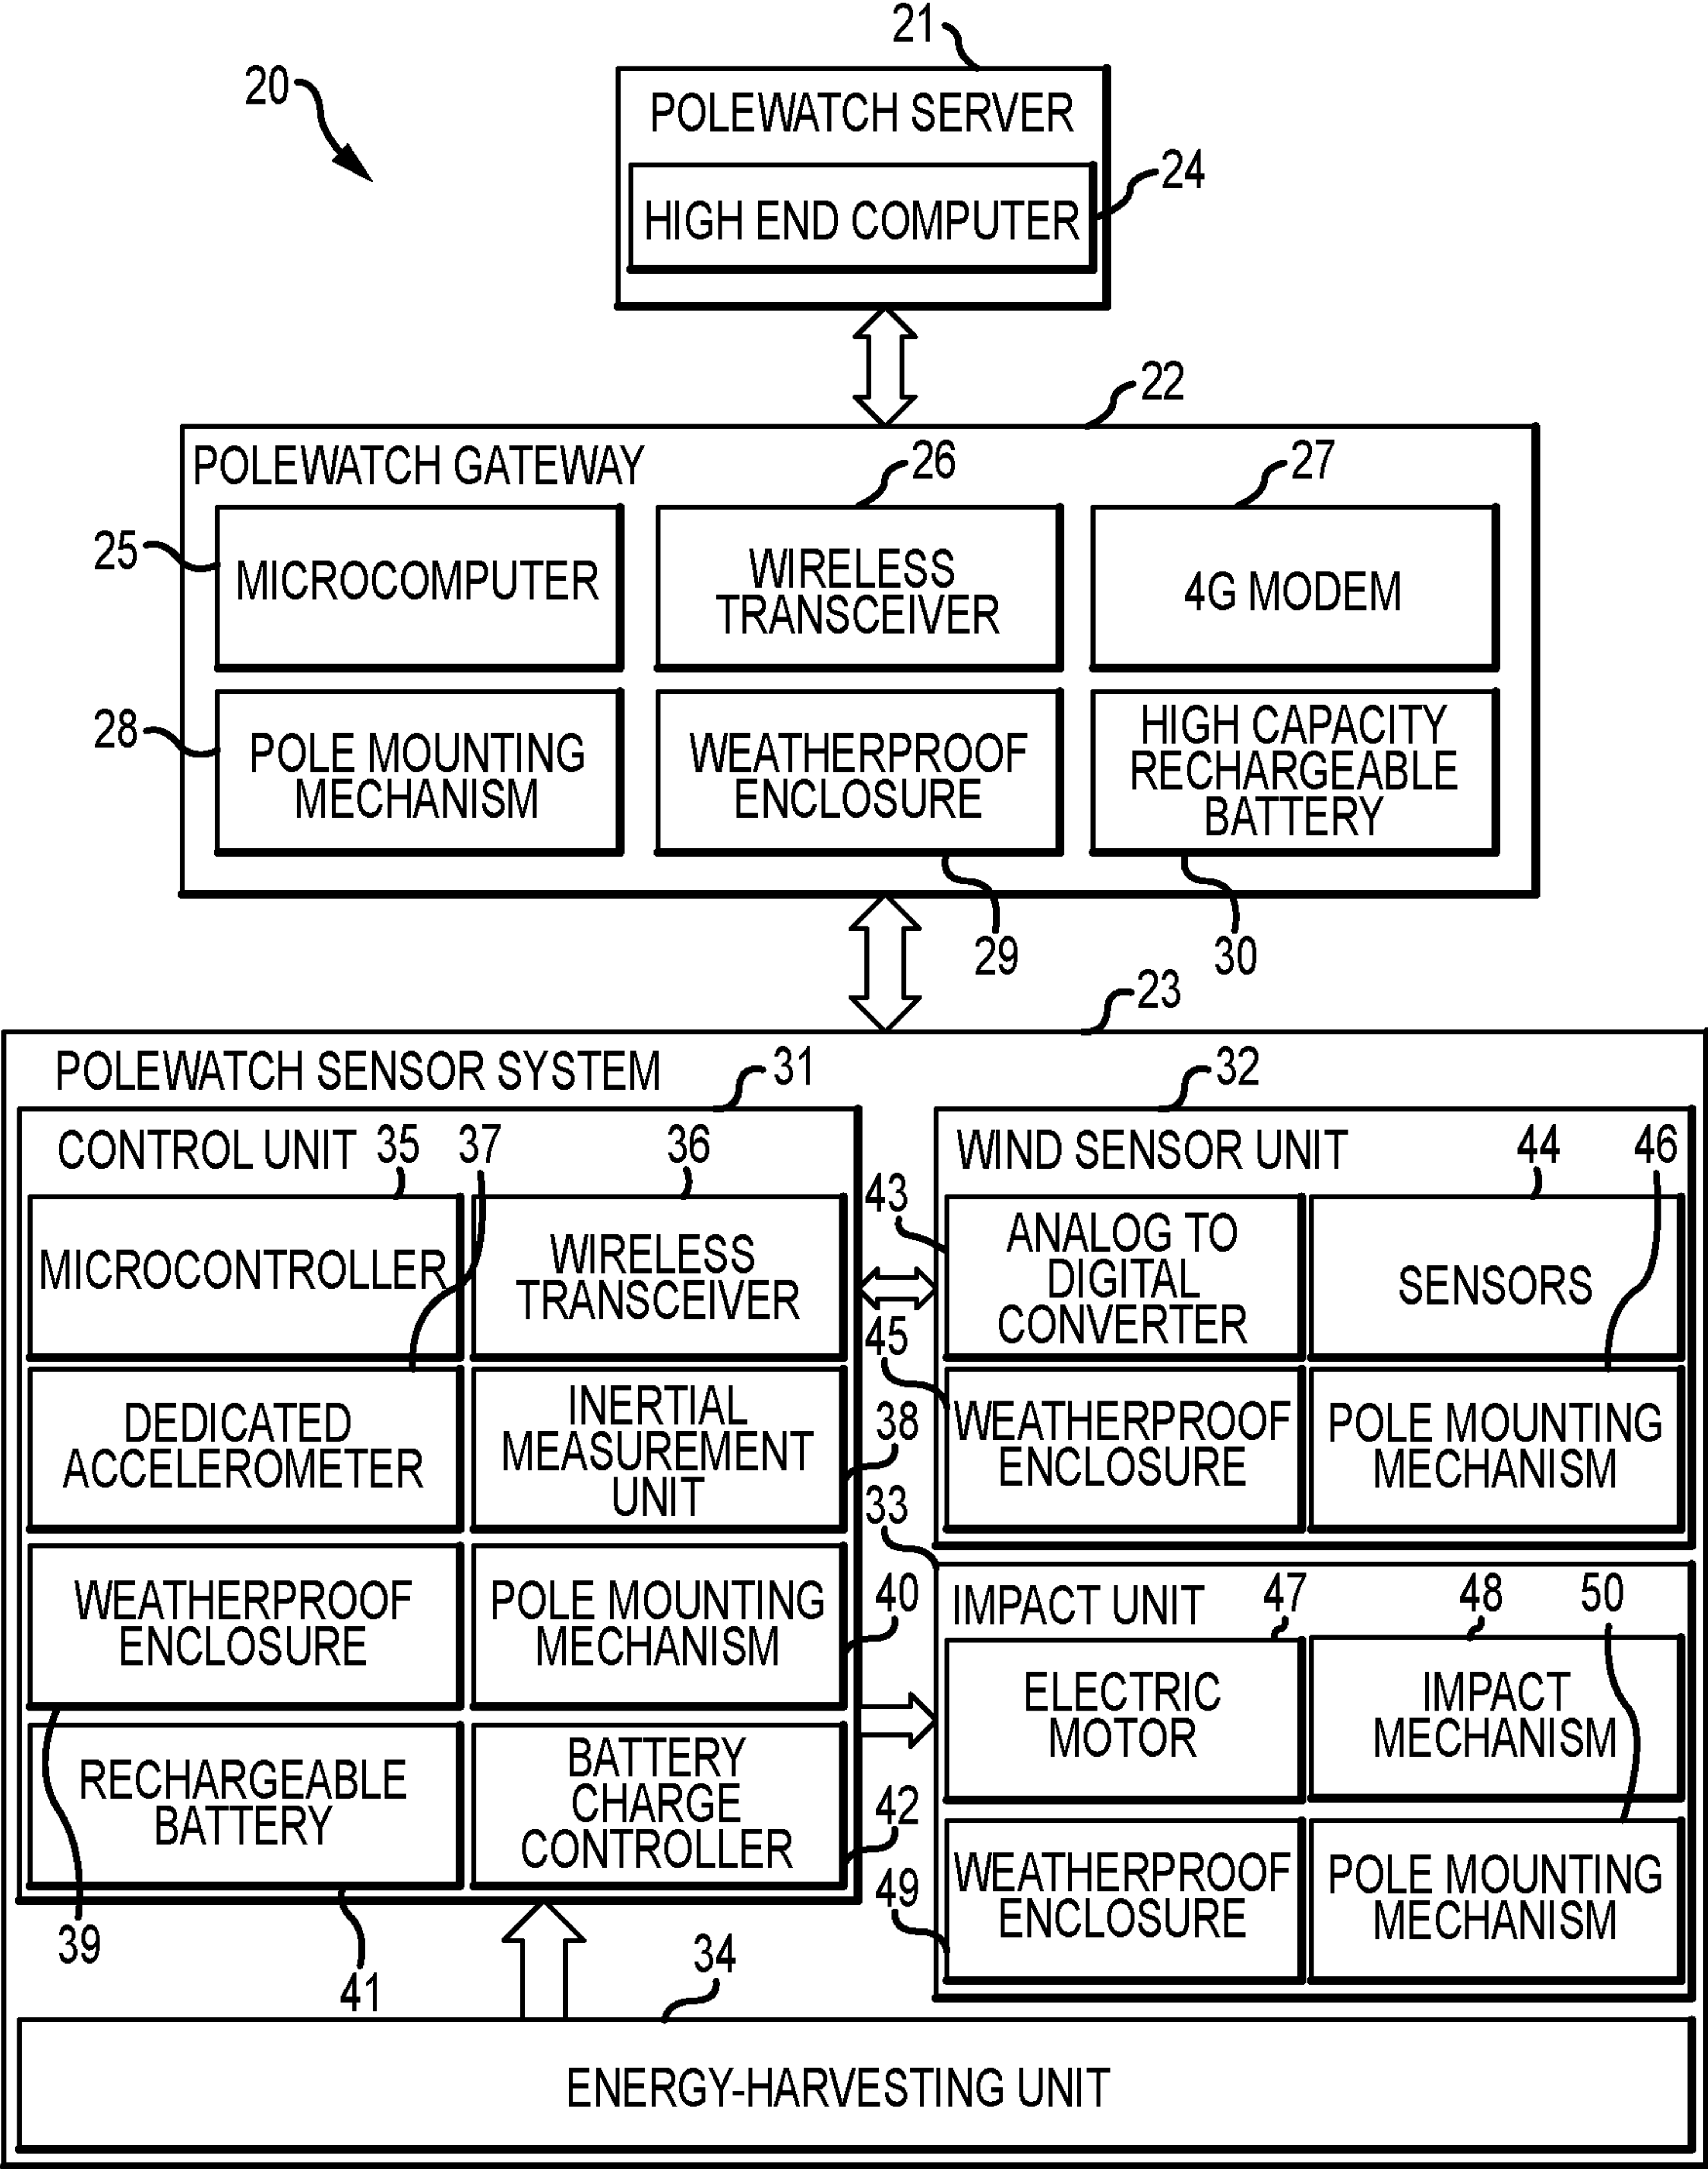 21
20
POLEWATCH SERVER
24
HIGH END COMPUTER
22
POLEWATCH GATEWAY
26
27
25
MICROCOMPUTER
WIRELESS
TRANSCEIVER
4G MODEM
28
POLE MOUNTING
MECHANISM
WEATHERPROOF
ENCLOSURE
HIGH CAPACITY
RECHARGEABLE
BATTERY
29
30
23
POLEWATCH SENSOR SYSTEM
31
32
CONTROL UNIT
35
37
36
MICROCONTROLLER
WIRELESS
TRANSCEIVER
DEDICATED
ACCELEROMETER
INERTIAL
MEASUREMENT
UNIT
38
WEATHERPROOF
ENCLOSURE
POLE MOUNTING
MECHANISM
40
RECHARGEABLE
BATTERY
BATTERY
CHARGE
CONTROLLER
42
39
41
WIND SENSOR UNIT
44
46
43
ANALOG TO
DIGITAL
CONVERTER
SENSORS
45
WEATHERPROOF
ENCLOSURE
POLE MOUNTING
MECHANISM
33
IMPACT UNIT
47
48
50
ELECTRIC
MOTOR
IMPACT
MECHANISM
49
WEATHERPROOF
ENCLOSURE
POLE MOUNTING
MECHANISM
34
ENERGY-HARVESTING UNIT